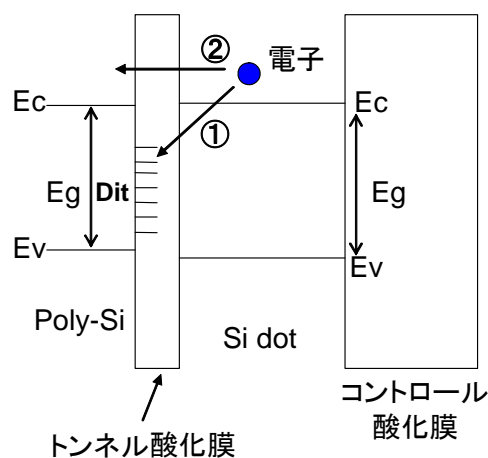 ② 電子
Ec Ec
①
Eg Dit Eg
Ev Ev
Poly-Si
Si dot
コントロール
酸化膜
トンネル酸化膜